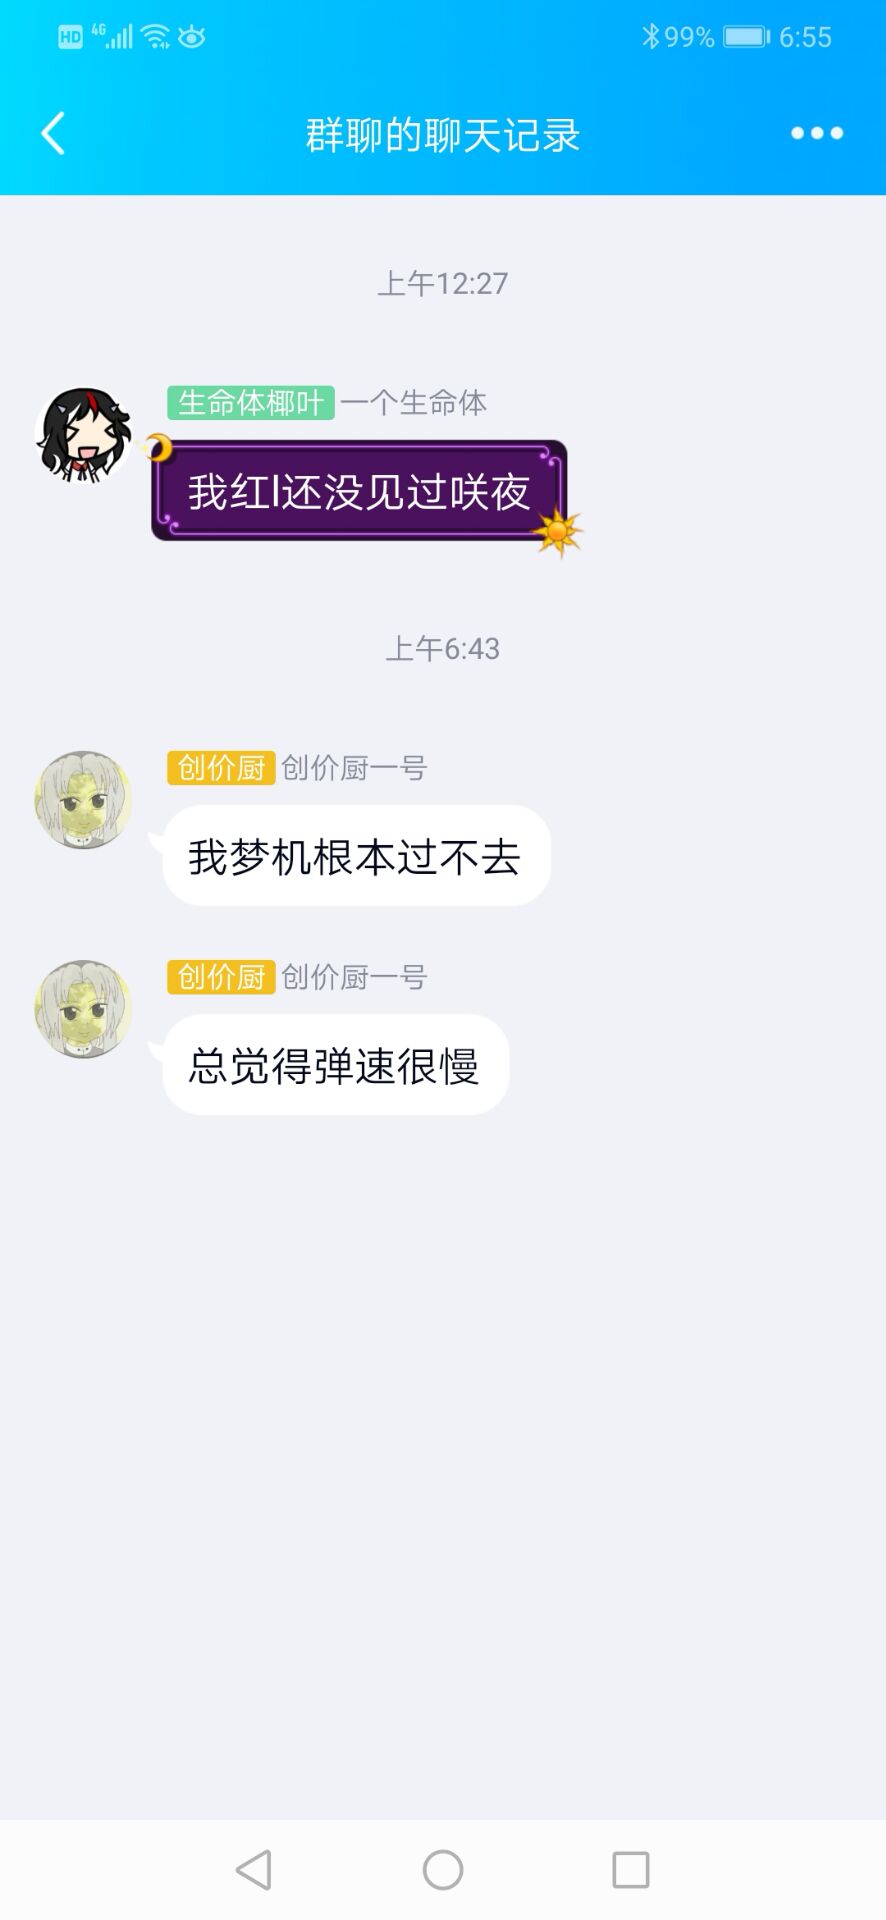 HD 4G 99% 6:55
群聊的聊天记录
上午12:27
生命体椰叶 一个生命体
我红l还没见过咲夜
上午6:43
创价厨 创价厨一号
我梦机根本过不去
创价厨 创价厨一号
总觉得弹速很慢